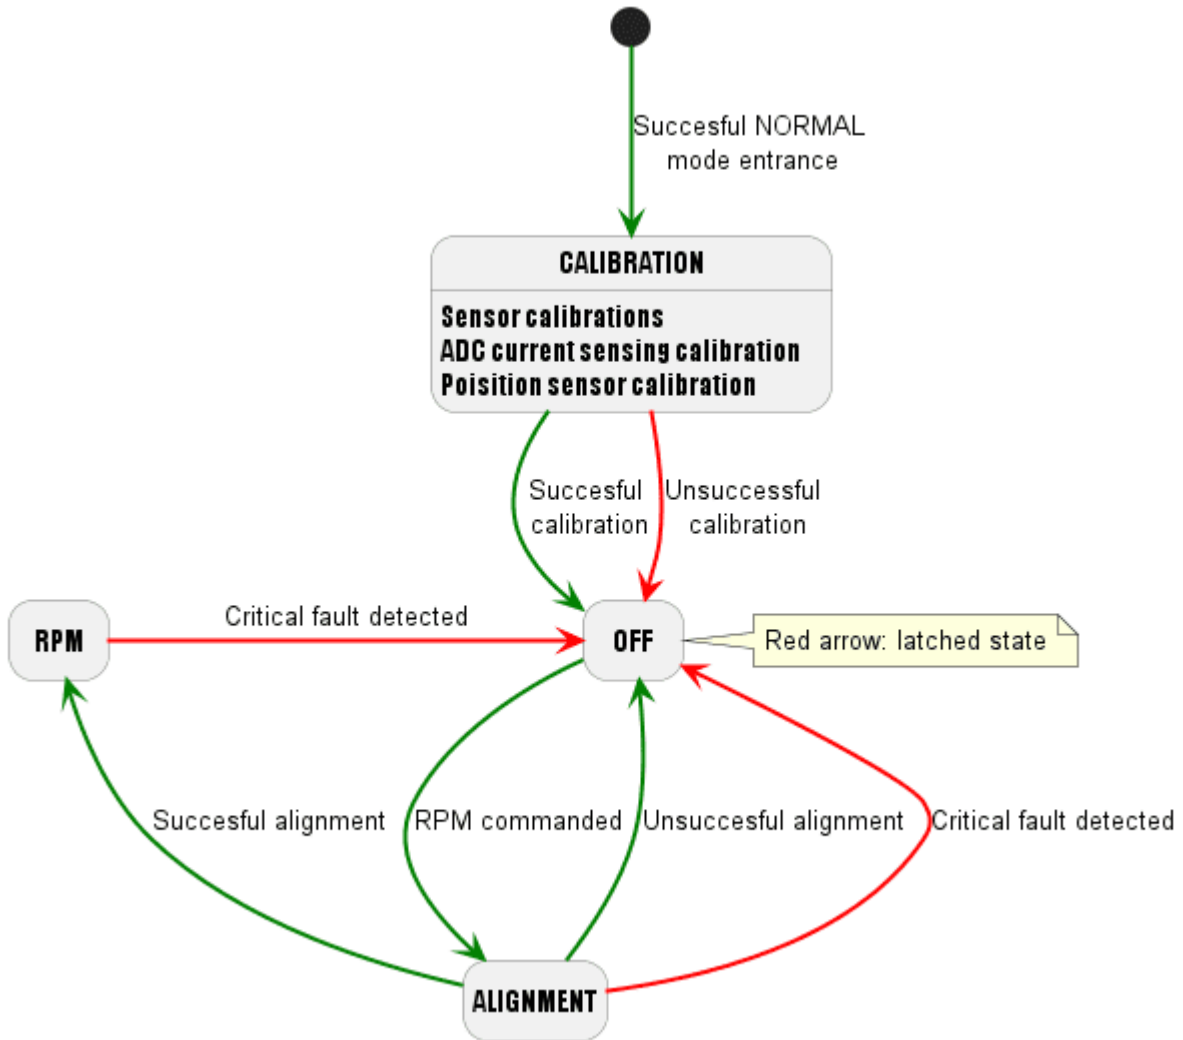 Succesful NORMAL
mode entrance
CALIBRATION
Sensor calibrations
ADC current sensing calibration
Poisition sensor calibration
Succesful
calibration
Unsuccessful
calibration
Critical fault detected
RPM
OFF
Red arrow: latched state
Succesful alignment
RPM commanded
Unsuccesful alignment
Critical fault detected
ALIGNMENT